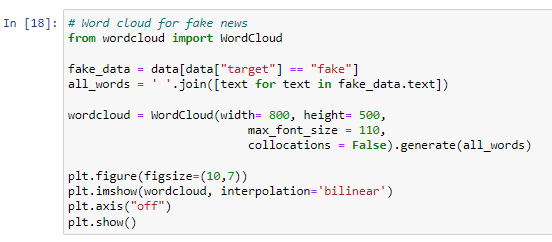 In [18]: # Word cloud for fake news
from wordcloud import WordCloud
fake_data = data[data["target"] == "fake"]
all_words = ' '.join([text for text in fake_data.text])
wordcloud = WordCloud(width= 800, height= 500,
max_font_size = 110,
collocations = False).generate(all_words)
plt.figure(figsize=(10,7))
plt.imshow(wordcloud, interpolation='bilinear')
plt.axis("off")
plt.show()